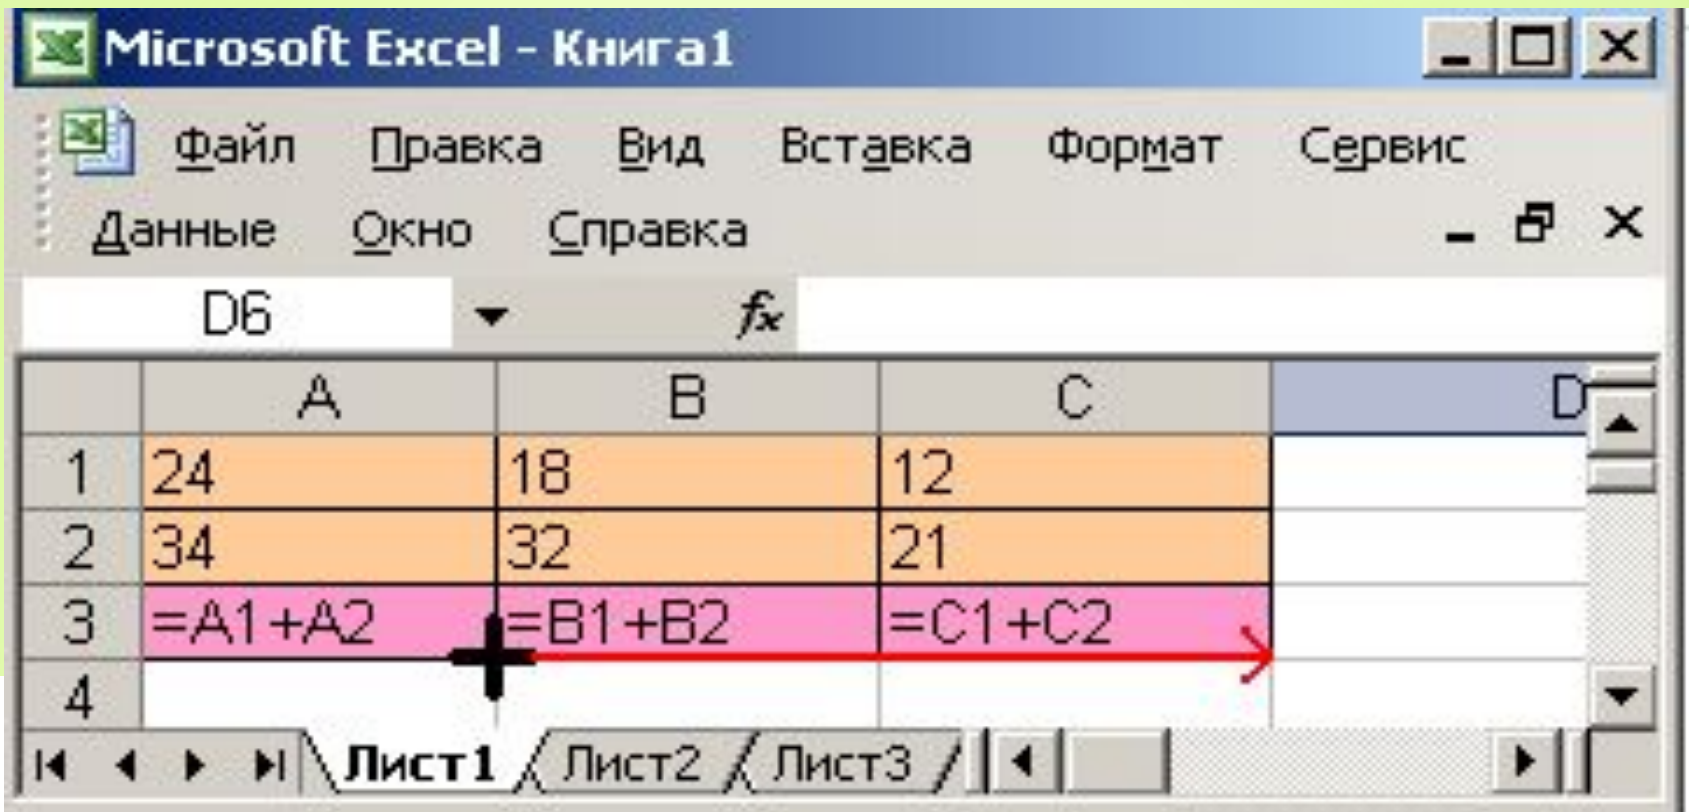 Microsoft Excel - Книга1
Файл Правка Вид Вставка Формат Сервис
Данные Окно Справка
D6 fx
A B C D
1 24 18 12
2 34 32 21
3 =A1+A2 =B1+B2 =C1+C2
4
Лист1 Лист2 Лист3